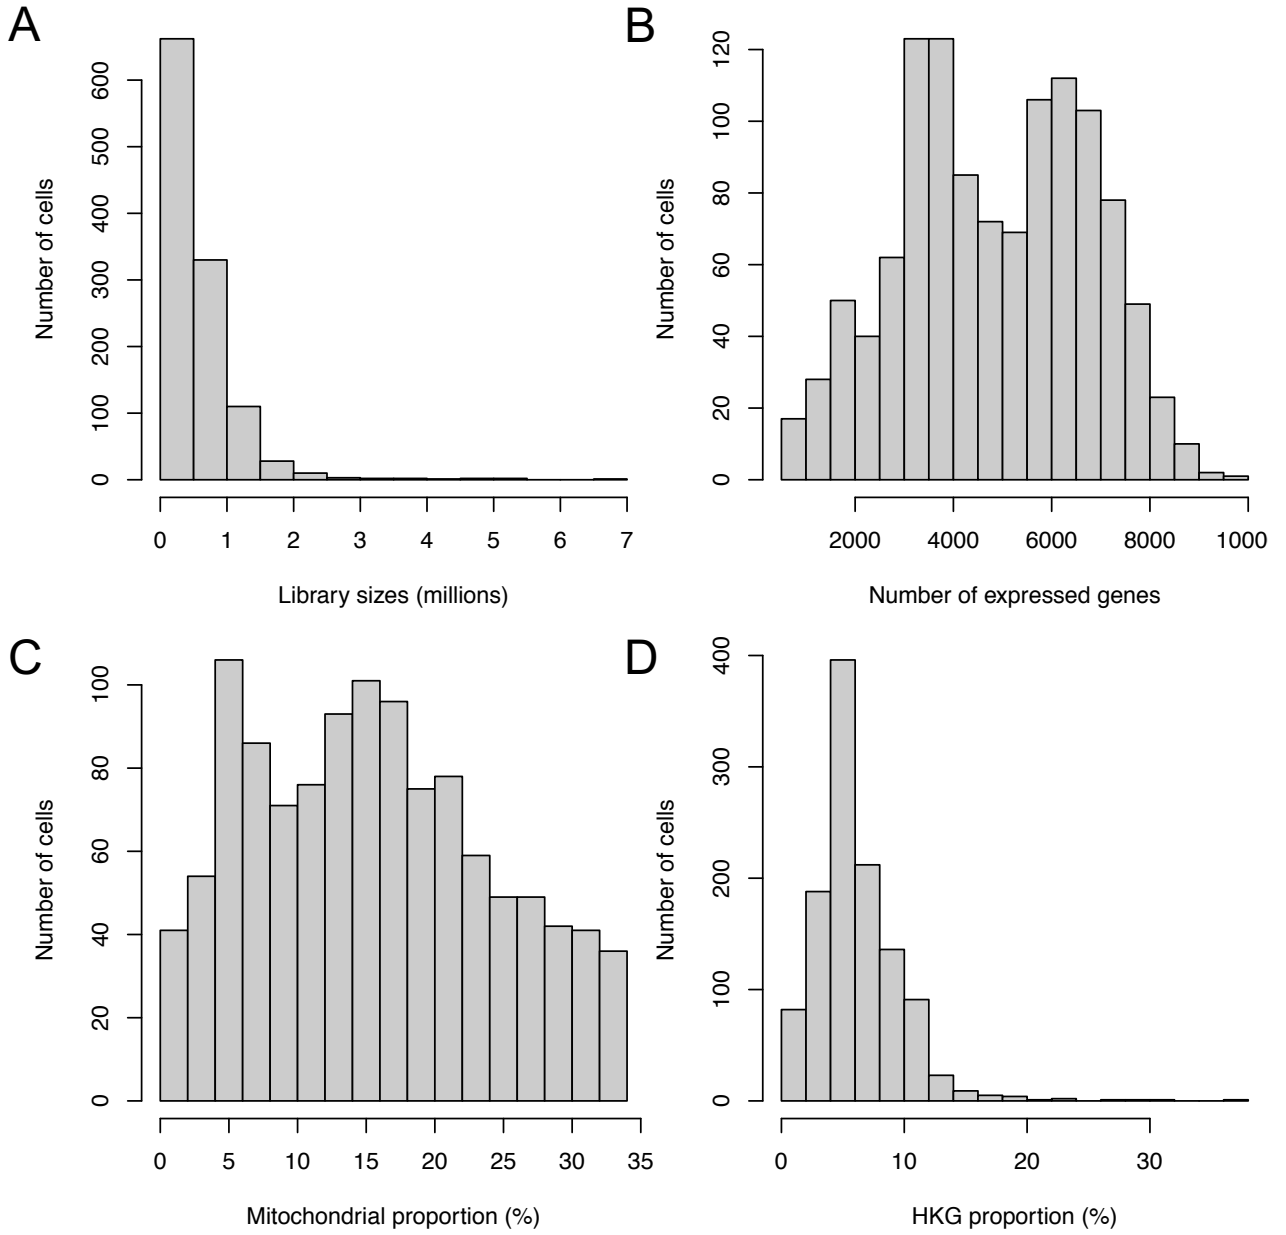 A
Number of cells
600
500
400
300
200
100
0
0 1 2 3 4 5 6 7
Library sizes (millions)
B
Number of cells
120
100
80
60
40
20
0
2000 4000 6000 8000 1000
Number of expressed genes
C
Number of cells
100
80
60
40
20
0
0 5 10 15 20 25 30 35
Mitochondrial proportion (%)
D
Number of cells
400
300
200
100
0
0 10 20 30
HKG proportion (%)